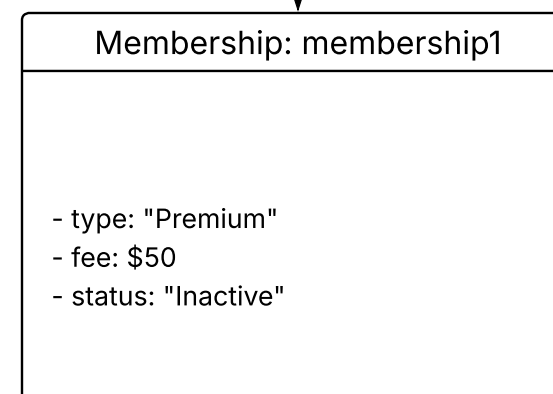 Membership: membership1
- type: "Premium"
- fee: $50
- status: "Inactive"